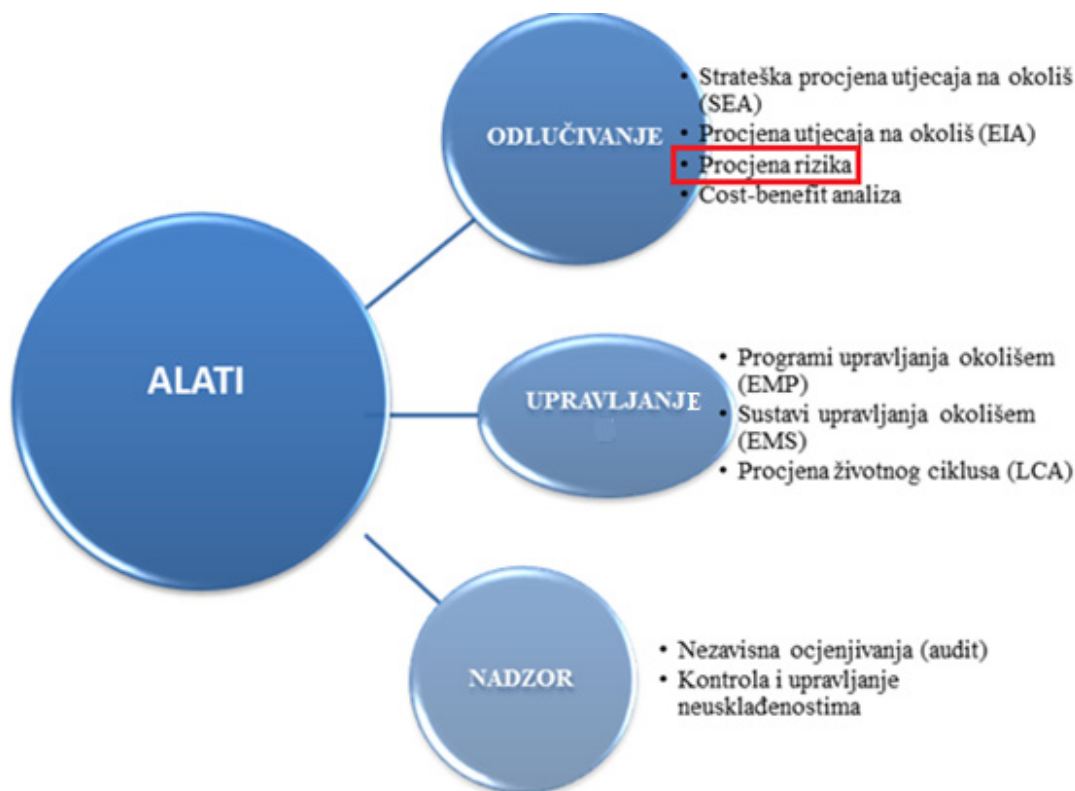 ALATI
ODLUČIVANJE
• Strateška procjena utjecaja na okoliš
(SEA)
• Procjena utjecaja na okoliš (EIA)
• Procjena rizika
• Cost-benefit analiza
UPRAVLJANJE
• Programi upravljanja okolišem
(EMP)
• Sustavi upravljanja okolišem
(EMS)
• Procjena životnog ciklusa (LCA)
NADZOR
• Nezavisna ocjenjivanja (audit)
• Kontrola i upravljanje
neusklađenostima